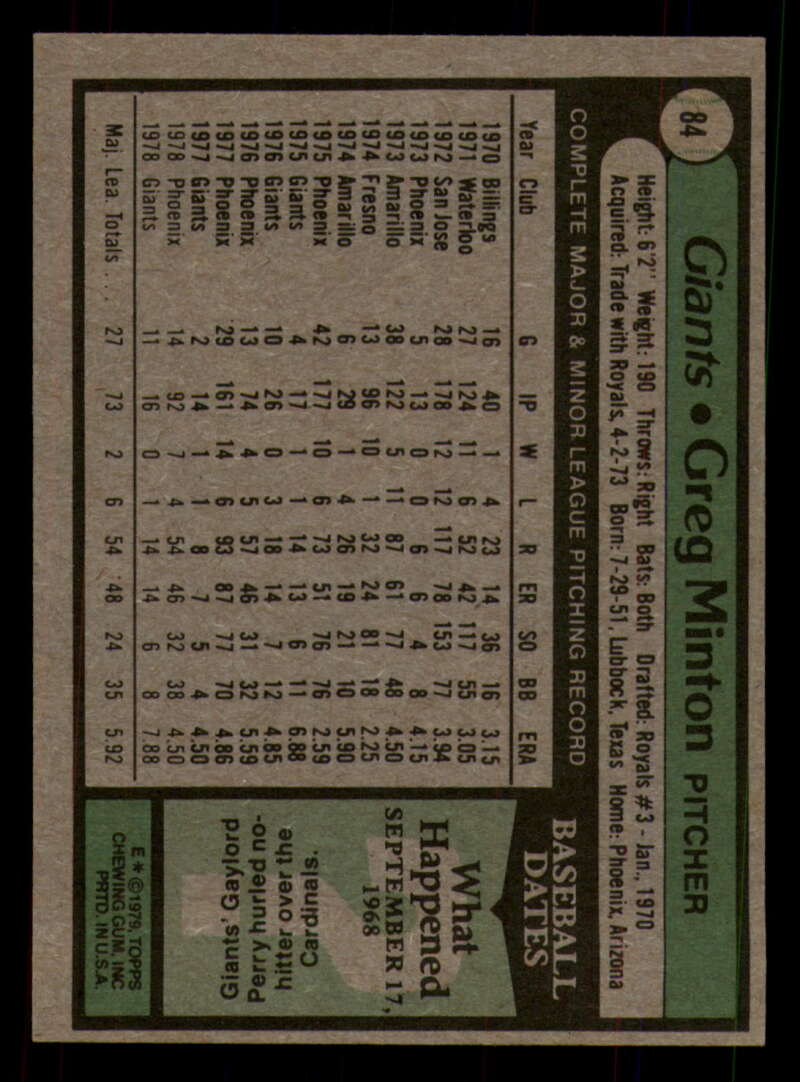 84
Giants • Greg Minton PITCHER
Height: 6'2" Weight: 190 Throws: Right Bats: Both Drafted: Royals #3 - Jan., 1970
Acquired: Trade with Royals, 4-2-73 Born: 7-29-51, Lubbock, Texas Home: Phoenix, Arizona
COMPLETE MAJOR & MINOR LEAGUE PITCHING RECORD
Year Club G IP W L R ER SO BB ERA
1970 Billings 16 40 1 4 23 14 36 16 3.15
1971 Waterloo 27 124 11 6 52 42 117 55 3.05
1972 San Jose 28 178 12 12 117 78 153 77 3.94
1973 Phoenix 5 13 0 0 6 6 4 8 4.15
1973 Amarillo 38 122 5 11 87 61 77 48 4.50
1974 Fresno 13 96 10 1 32 24 81 18 2.25
1974 Amarillo 6 29 1 4 26 19 21 10 5.90
1975 Phoenix 42 177 10 6 73 51 76 76 2.59
1975 Giants 4 17 1 1 14 13 6 11 6.88
1976 Giants 10 26 0 3 18 14 7 12 4.85
1976 Phoenix 13 74 4 5 57 46 31 32 5.59
1977 Phoenix 29 161 14 6 93 87 77 70 4.86
1977 Giants 2 14 1 1 8 7 5 4 4.50
1978 Phoenix 14 92 7 4 54 46 32 38 4.50
1978 Giants 11 16 0 1 14 14 6 8 7.88
Maj. Lea. Totals . . . 27 73 2 6 54 48 24 35 5.92
BASEBALL
DATES
What
Happened
SEPTEMBER 17,
1968
Giants' Gaylord
Perry hurled no-
hitter over the
Cardinals.
E * © 1979, TOPPS
CHEWING GUM, INC
PRTD. IN U.S.A.